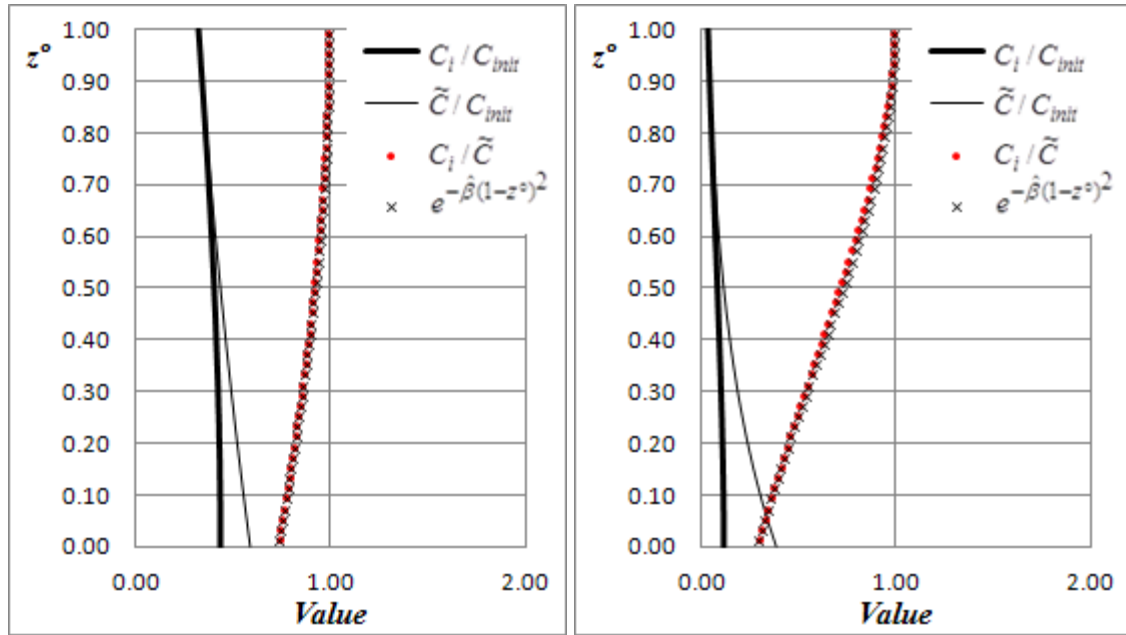 1.00
z°
0.90
0.80
0.70
0.60
0.50
0.40
0.30
0.20
0.10
0.00
C_i / C_init
C̃ / C_init
C_i / C̃
e^{-β̂(1-z°)^2}
0.00 1.00 2.00
Value
1.00
z°
0.90
0.80
0.70
0.60
0.50
0.40
0.30
0.20
0.10
0.00
C_i / C_init
C̃ / C_init
C_i / C̃
e^{-β̂(1-z°)^2}
0.00 1.00 2.00
Value